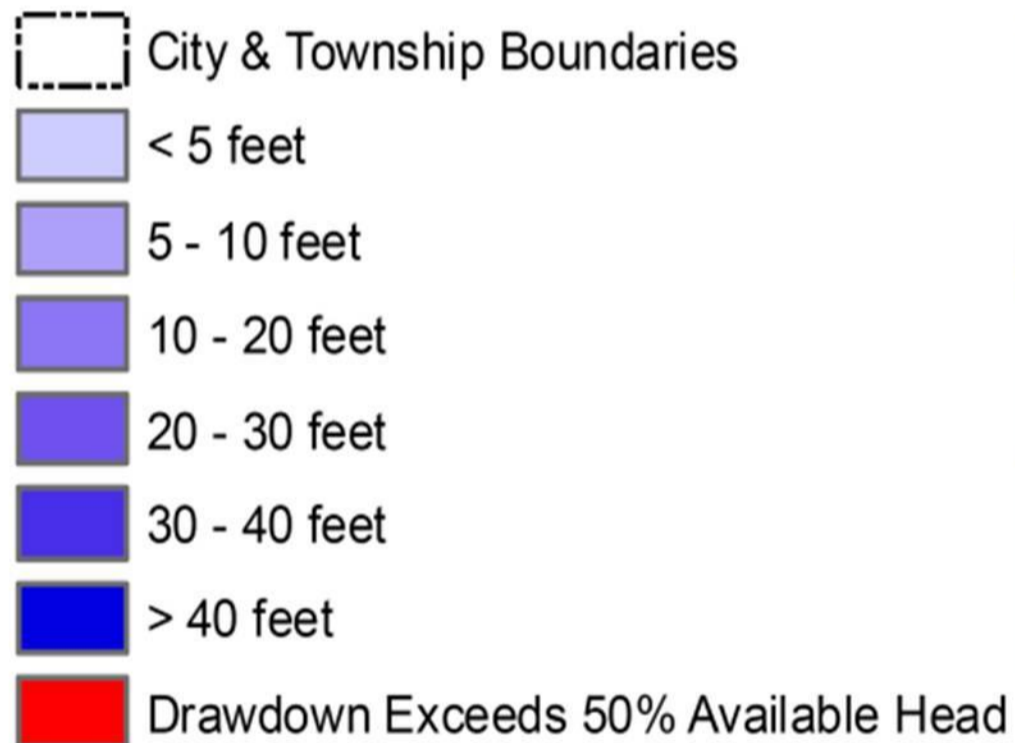 City & Township Boundaries
< 5 feet
5 - 10 feet
10 - 20 feet
20 - 30 feet
30 - 40 feet
> 40 feet
Drawdown Exceeds 50% Available Head